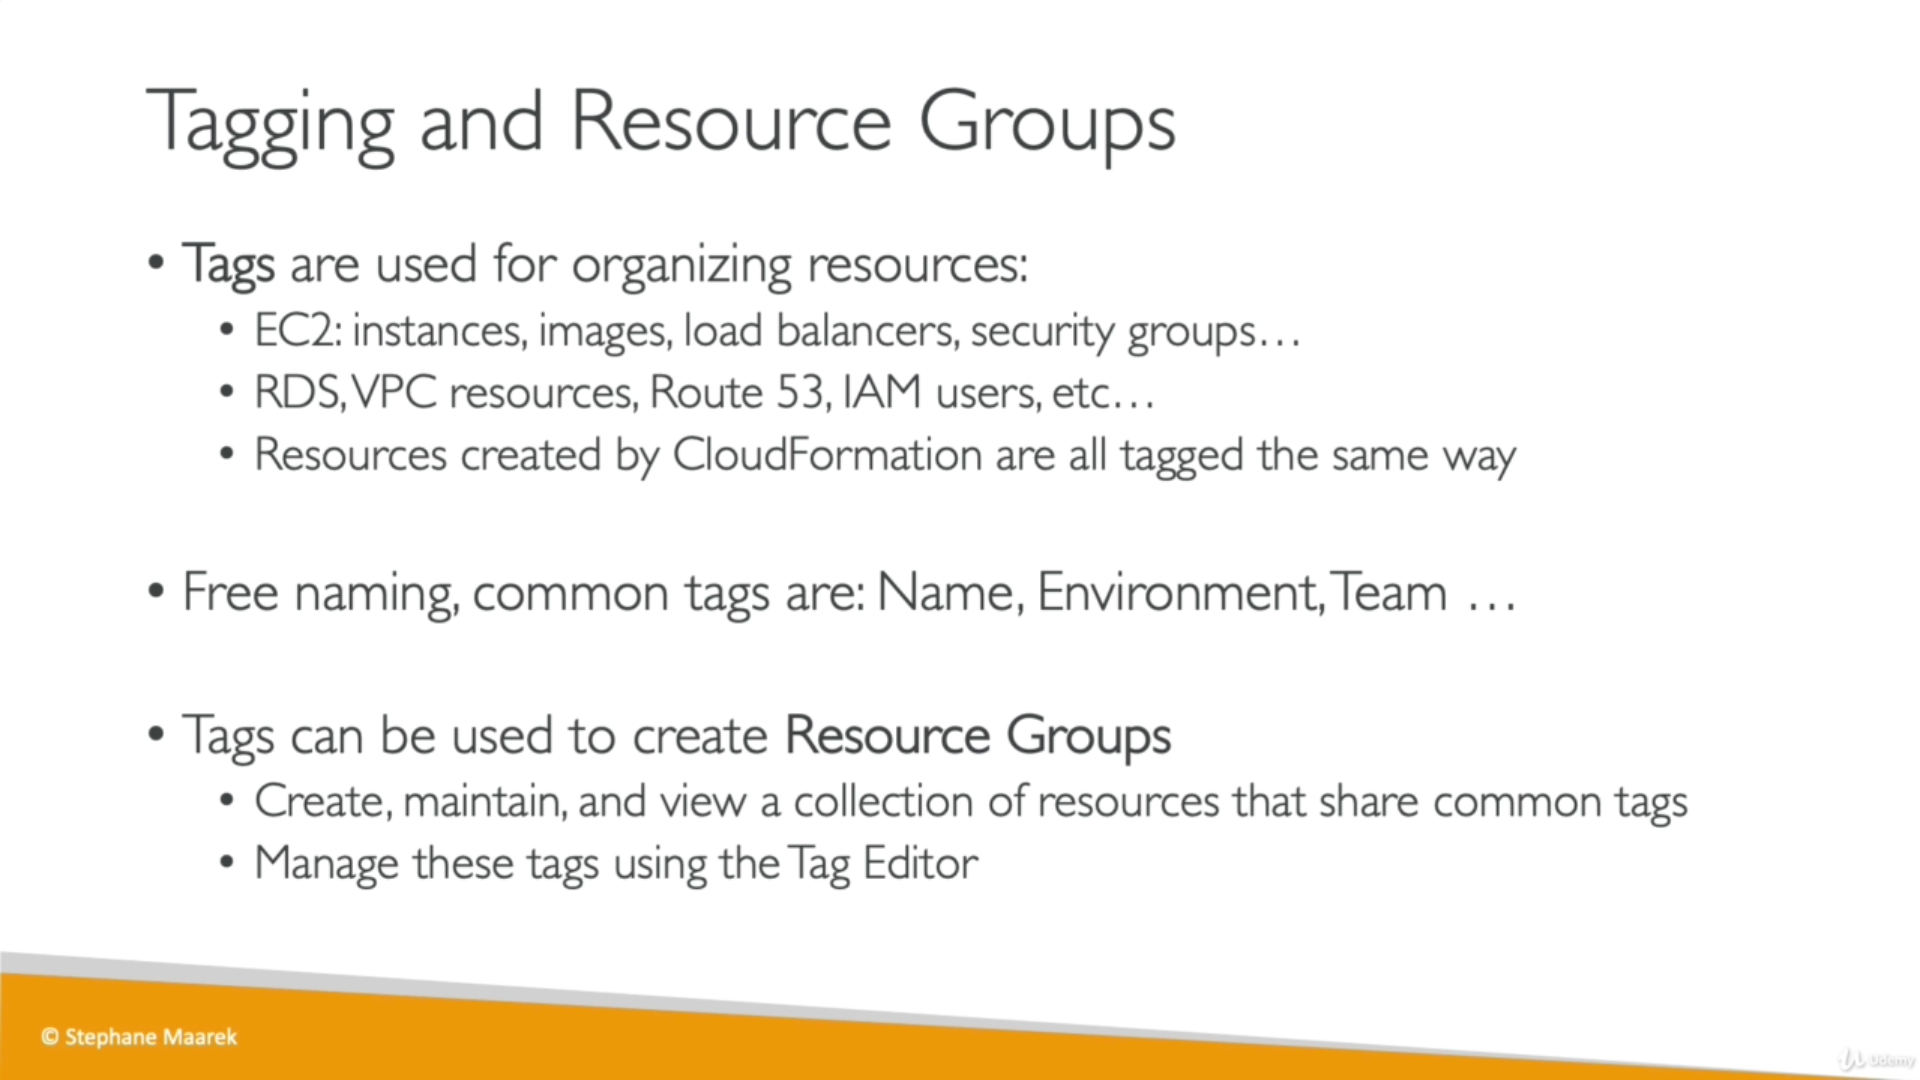 Tagging and Resource Groups
• Tags are used for organizing resources:
• EC2: instances, images, load balancers, security groups…
• RDS, VPC resources, Route 53, IAM users, etc…
• Resources created by CloudFormation are all tagged the same way
• Free naming, common tags are: Name, Environment, Team …
• Tags can be used to create Resource Groups
• Create, maintain, and view a collection of resources that share common tags
• Manage these tags using the Tag Editor
© Stephane Maarek
Udemy